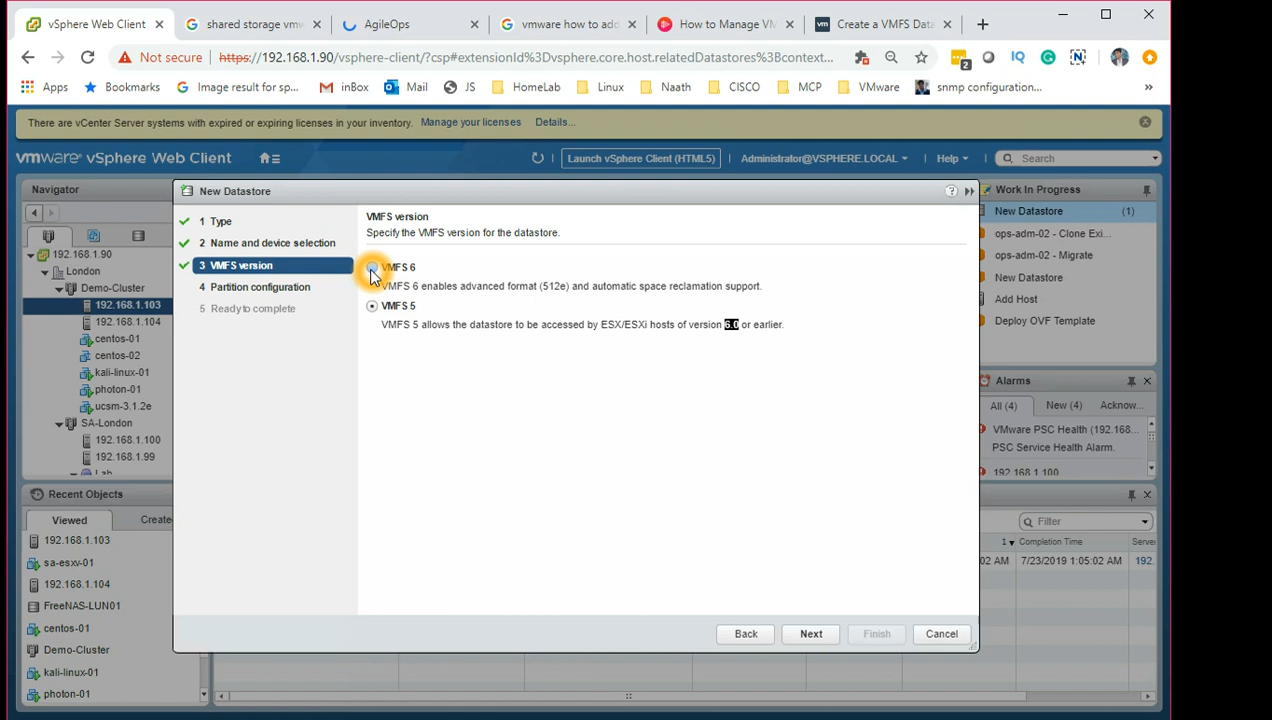 vSphere Web Client
shared storage vmw
AgileOps
vmware how to add
How to Manage VM
Create a VMFS Data
Not secure
https://192.168.1.90/vsphere-client/?csp#extensionId%3Dvsphere.core.host.relatedDatastores%3Bcontext...
2
IQ
Apps
Bookmarks
Image result for sp...
inBox
Mail
JS
HomeLab
Linux
Naath
CISCO
MCP
VMware
snmp configuration...
There are vCenter Server systems with expired or expiring licenses in your inventory.
Manage your licenses
Details...
vmware vSphere Web Client
Launch vSphere Client (HTML5)
Administrator@VSPHERE.LOCAL
Help
Search
Navigator
192.168.1.90
London
Demo-Cluster
192.168.1.103
192.168.1.104
centos-01
centos-02
kali-linux-01
photon-01
ucsm-3.1.2e
SA-London
192.168.1.100
192.168.1.99
Lab
Recent Objects
Viewed
Create
192.168.1.103
sa-esxv-01
192.168.1.104
FreeNAS-LUN01
centos-01
Demo-Cluster
kali-linux-01
photon-01
New Datastore
1 Type
2 Name and device selection
3 VMFS version
4 Partition configuration
5 Ready to complete
VMFS version
Specify the VMFS version for the datastore.
VMFS 6
VMFS 6 enables advanced format (512e) and automatic space reclamation support.
VMFS 5
VMFS 5 allows the datastore to be accessed by ESX/ESXi hosts of version 6.0 or earlier.
Back
Next
Finish
Cancel
Work In Progress
New Datastore (1)
ops-adm-02 - Clone Exi...
ops-adm-02 - Migrate
New Datastore
Add Host
Deploy OVF Template
Alarms
All (4)
New (4)
Acknow...
VMware PSC Health (192.168...
PSC Service Health Alarm.
192.168.1.100
Filter
1
Completion Time
Serve
02 AM
7/23/2019 1:05:02 AM
192.